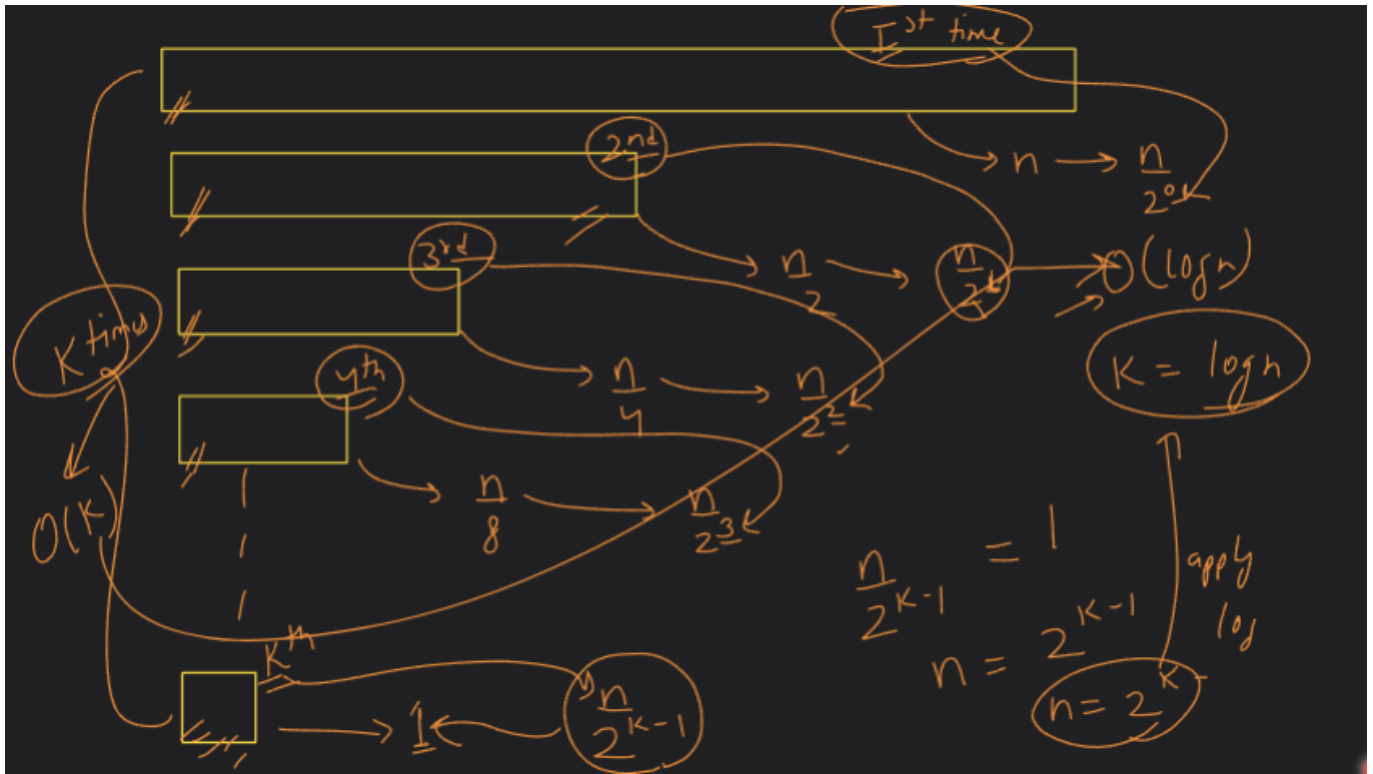 Ist time
n → n/2^0
2nd
n/2 → n/2^1
→ O(log n)
3rd
n/4 → n/2^2
K = log n
K times
4th
n/8 → n/2^3
O(K)
n/2^K-1 = 1
apply
log
n = 2^K-1
n = 2^K
Kth
→ 1 ← n/2^K-1